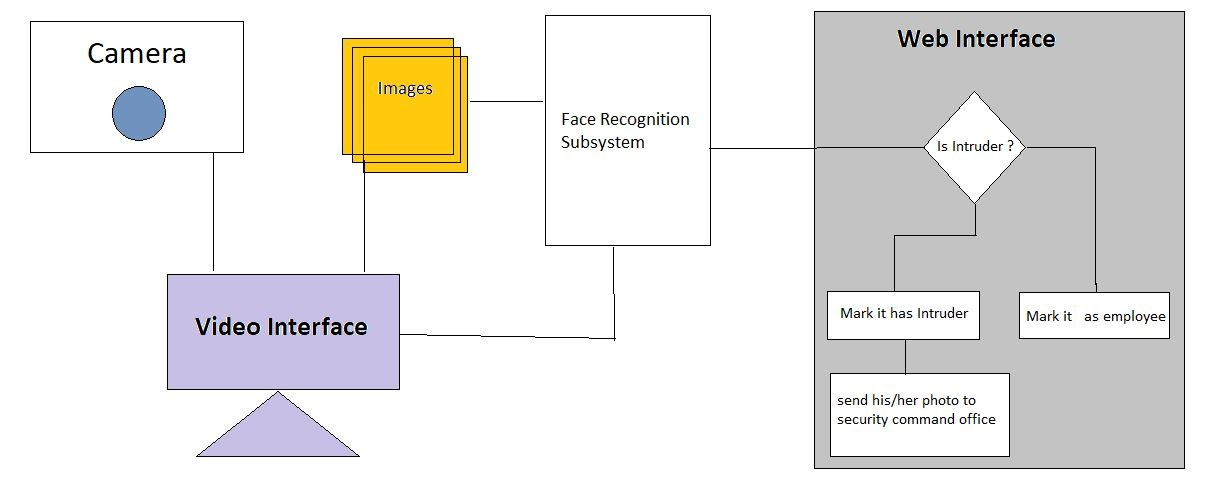 Camera
Images
Face Recognition
Subsystem
Video Interface
Web Interface
Is Intruder ?
Mark it has Intruder
Mark it as employee
send his/her photo to
security command office